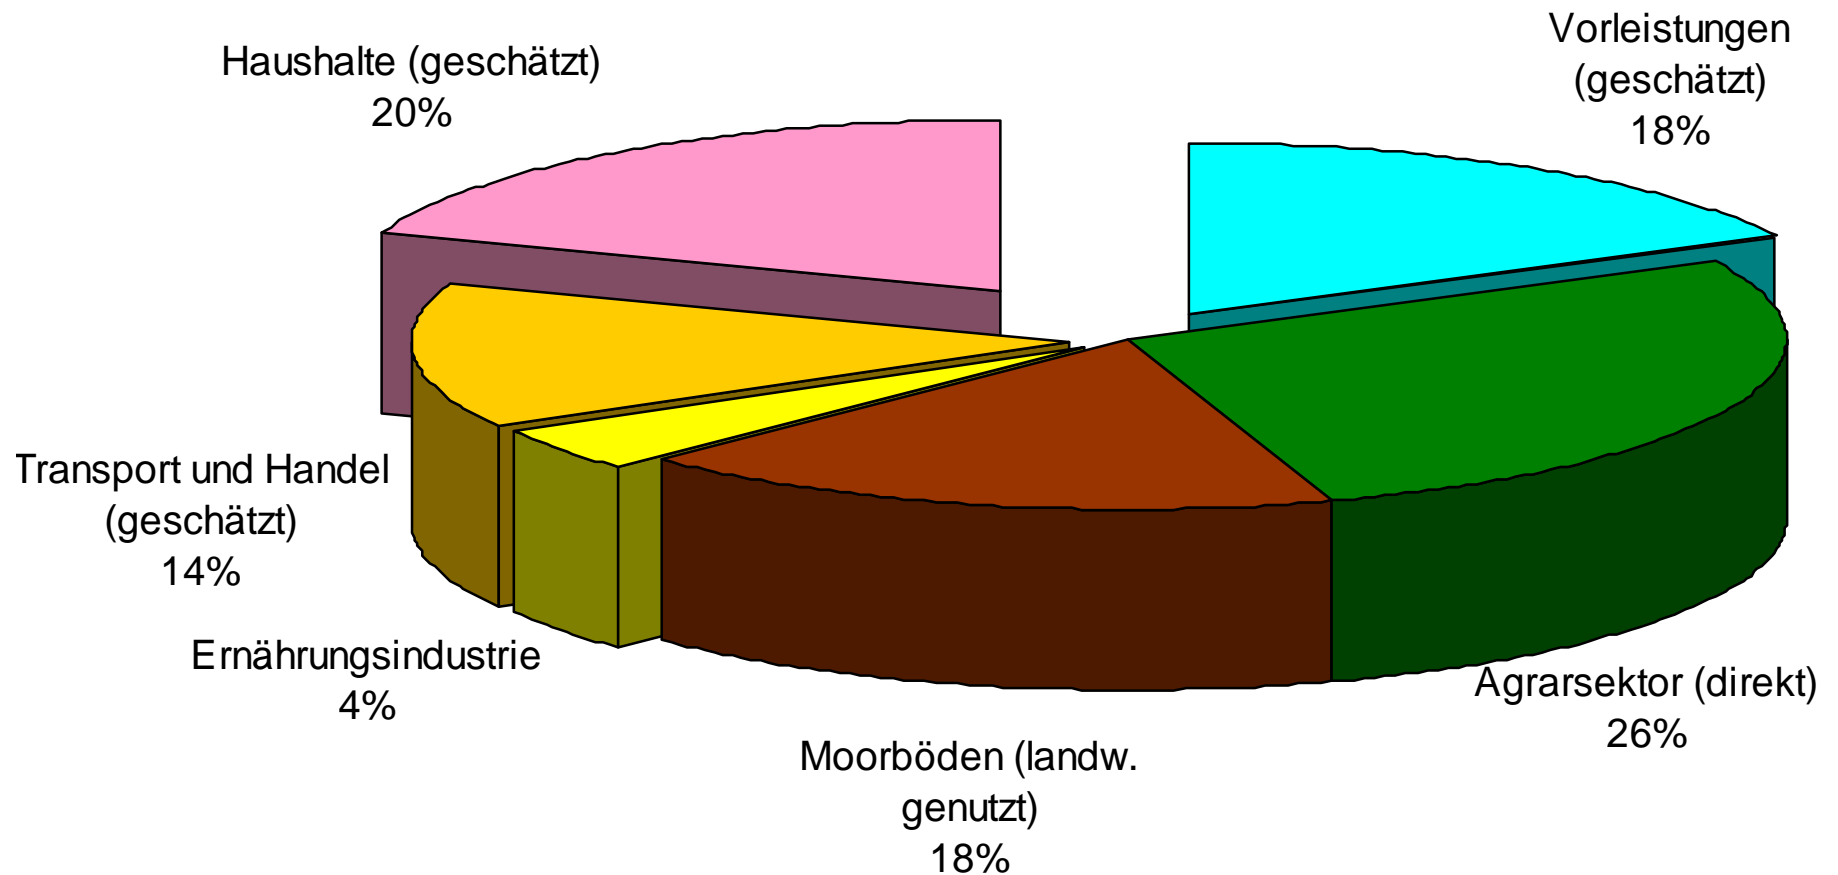 Haushalte (geschätzt)
20%
Vorleistungen
(geschätzt)
18%
Transport und Handel
(geschätzt)
14%
Ernährungsindustrie
4%
Moorböden (landw.
genutzt)
18%
Agrarsektor (direkt)
26%